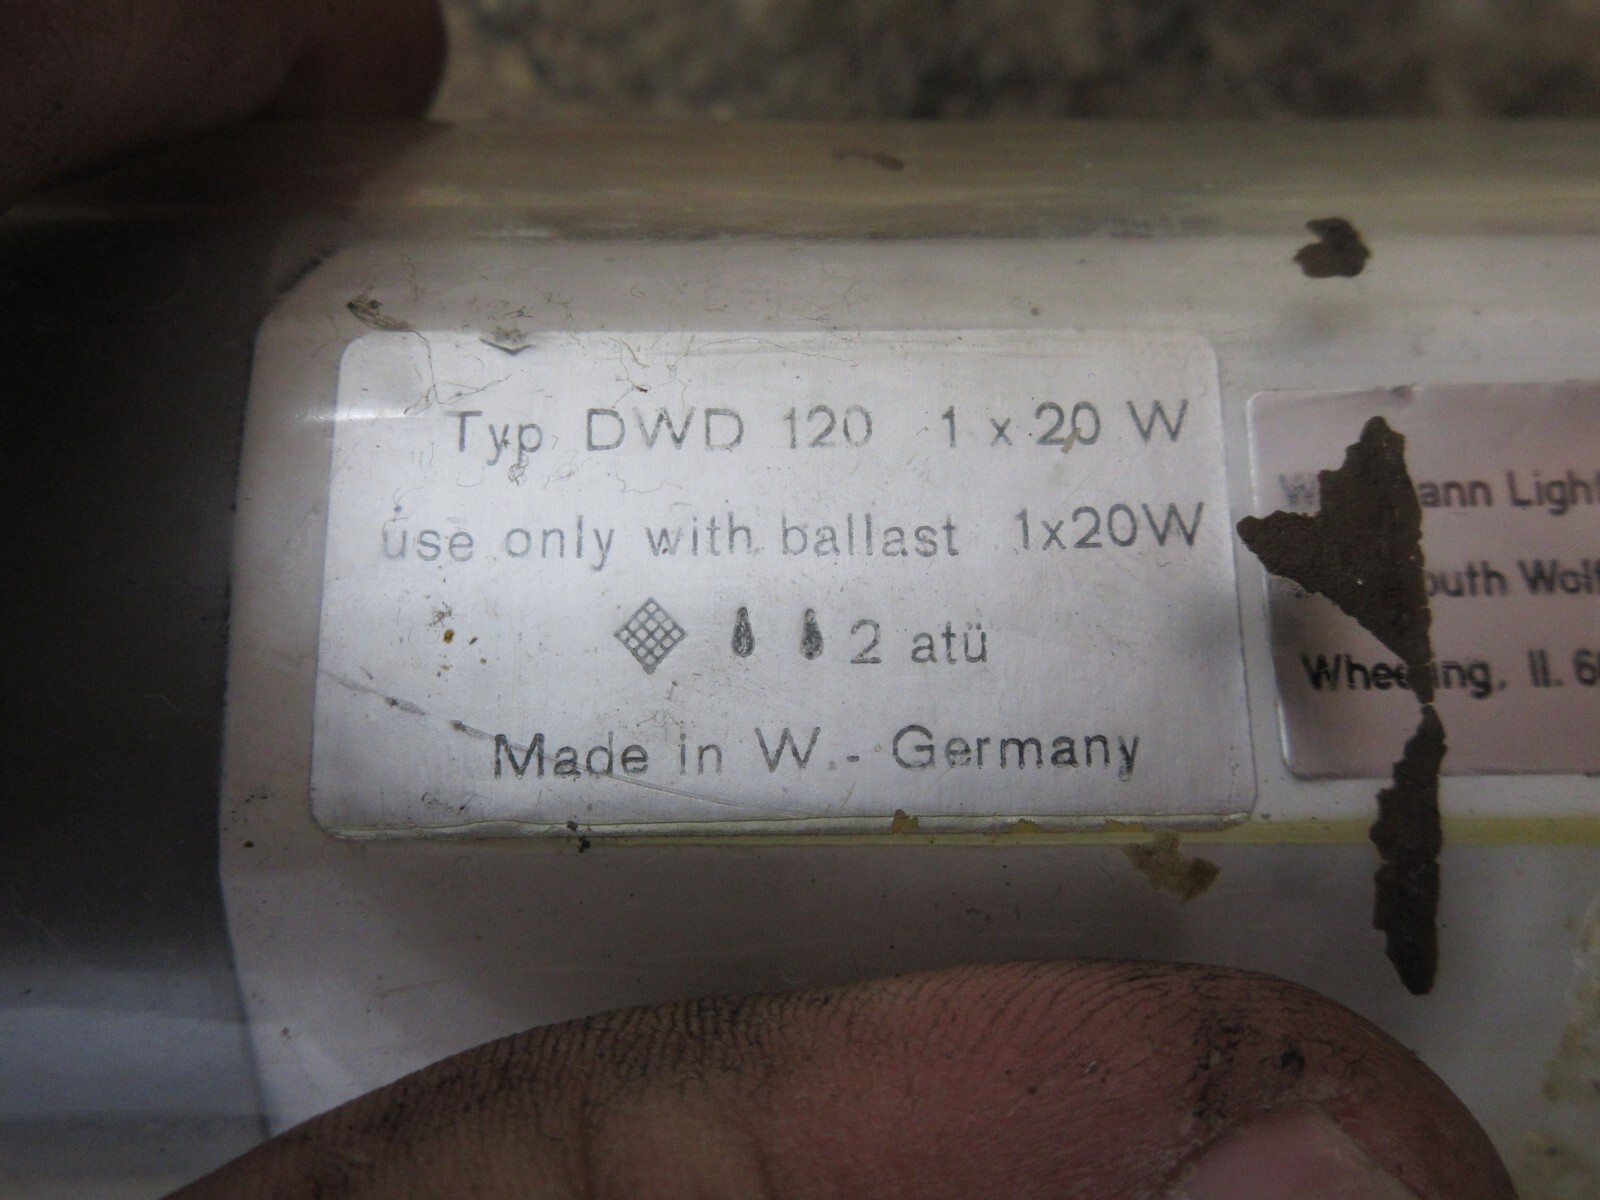 Typ DWD 120 1 x 20 W
use only with ballast 1x20W
2 atü
Made in W.- Germany
Wheeling, Il.